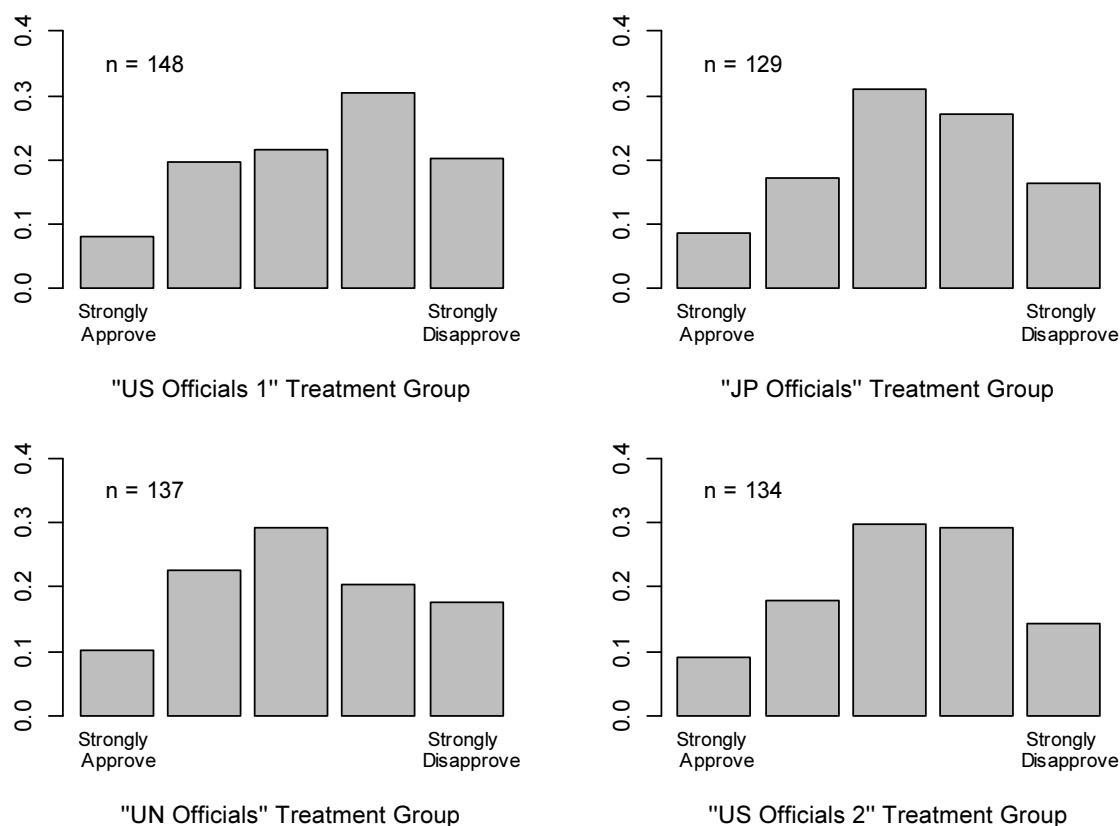 0.4
0.3
0.2
0.1
0.0
n = 148
Strongly Approve
Strongly Disapprove
"US Officials 1" Treatment Group
0.4
0.3
0.2
0.1
0.0
n = 129
Strongly Approve
Strongly Disapprove
"JP Officials" Treatment Group
0.4
0.3
0.2
0.1
0.0
n = 137
Strongly Approve
Strongly Disapprove
"UN Officials" Treatment Group
0.4
0.3
0.2
0.1
0.0
n = 134
Strongly Approve
Strongly Disapprove
"US Officials 2" Treatment Group